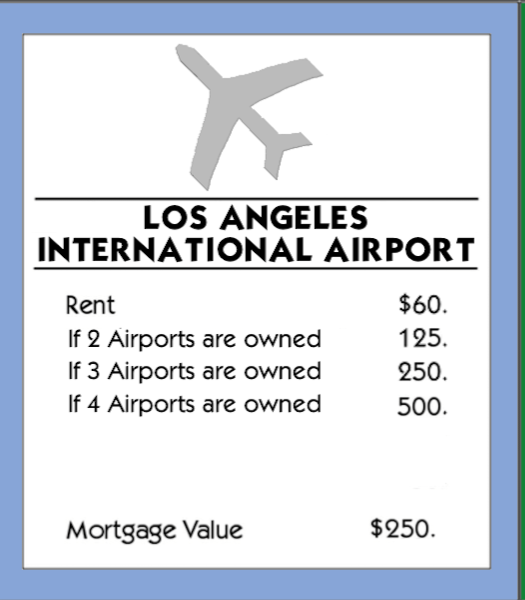 LOS ANGELES
INTERNATIONAL AIRPORT
Rent $60.
If 2 Airports are owned 125.
If 3 Airports are owned 250.
If 4 Airports are owned 500.
Mortgage Value $250.